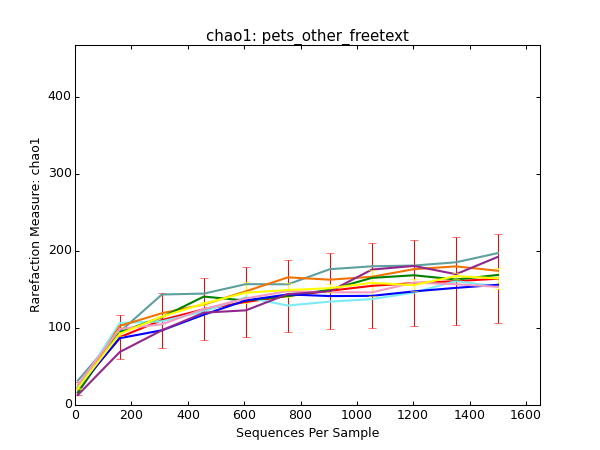 chao1: pets_other_freetext
400
300
200
100
0
0 200 400 600 800 1000 1200 1400 1600
Rarefaction Measure: chao1
Sequences Per Sample